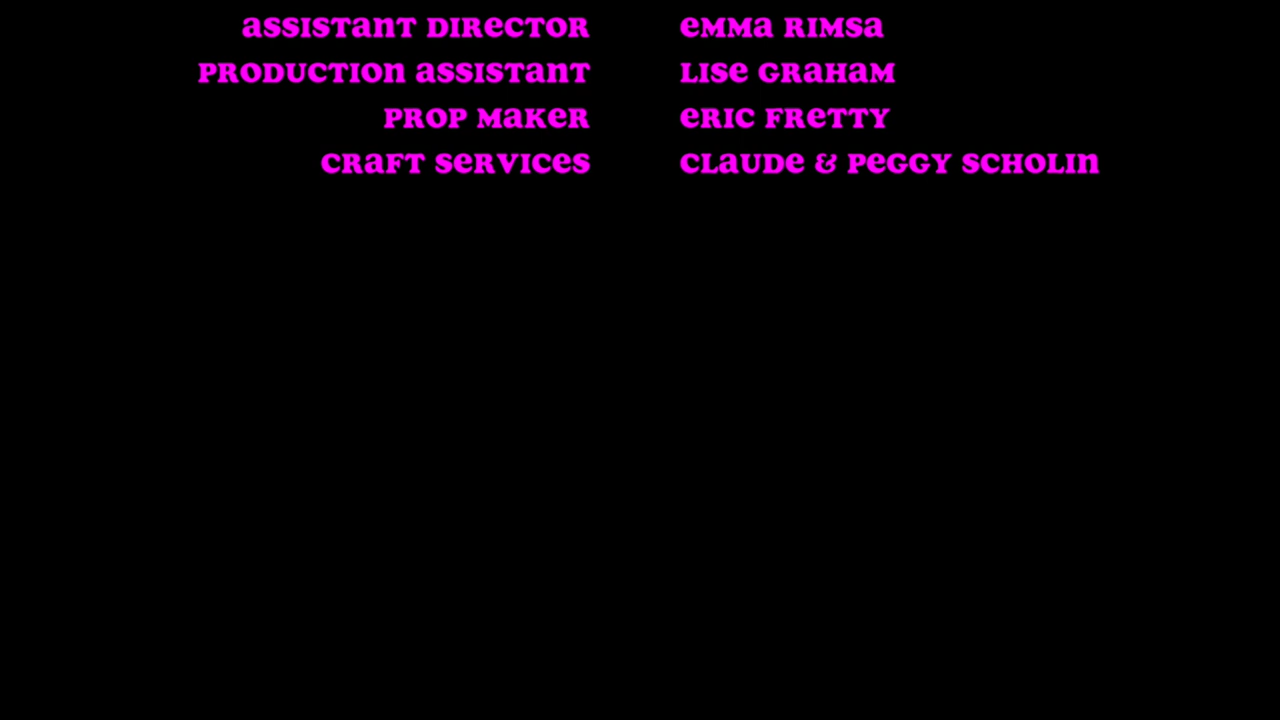 ASSISTANT DIRECTOR EMMA RIMSA
PRODUCTION ASSISTANT LISE GRAHAM
PROP MAKER ERIC FRETTY
CRAFT SERVICES CLAUDE & PEGGY SCHOLIN